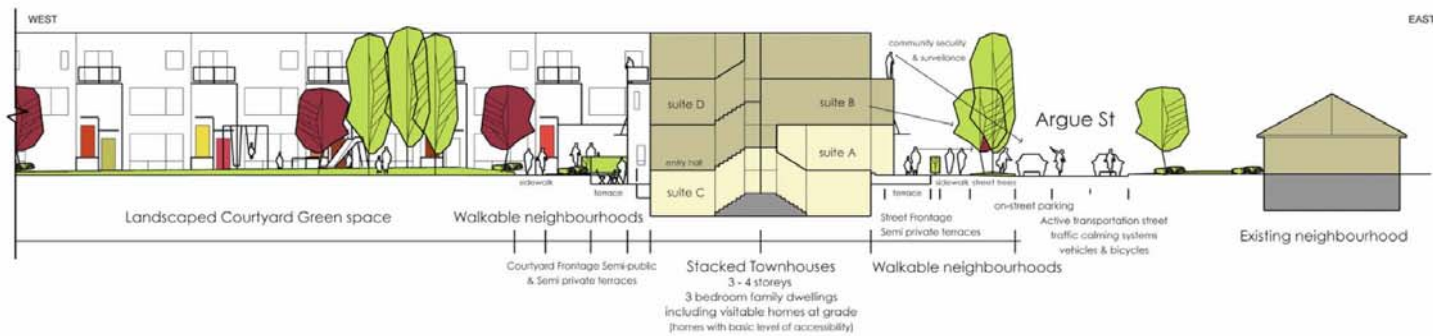 WEST
EAST
community security
& surveillance
Argue St
suite D
suite B
suite A
entry hall
suite C
sidewalk
terrace
terrace
sidewalk street trees
on-street parking
Landscaped Courtyard Green space
Walkable neighbourhoods
Street Frontage
Semi private terraces
Active transportation street
traffic calming systems
vehicles & bicycles
Existing neighbourhood
Courtyard Frontage Semi-public
& Semi private terraces
Stacked Townhouses
3 - 4 storeys
3 bedroom family dwellings
including visitable homes at grade
(homes with basic level of accessibility)
Walkable neighbourhoods